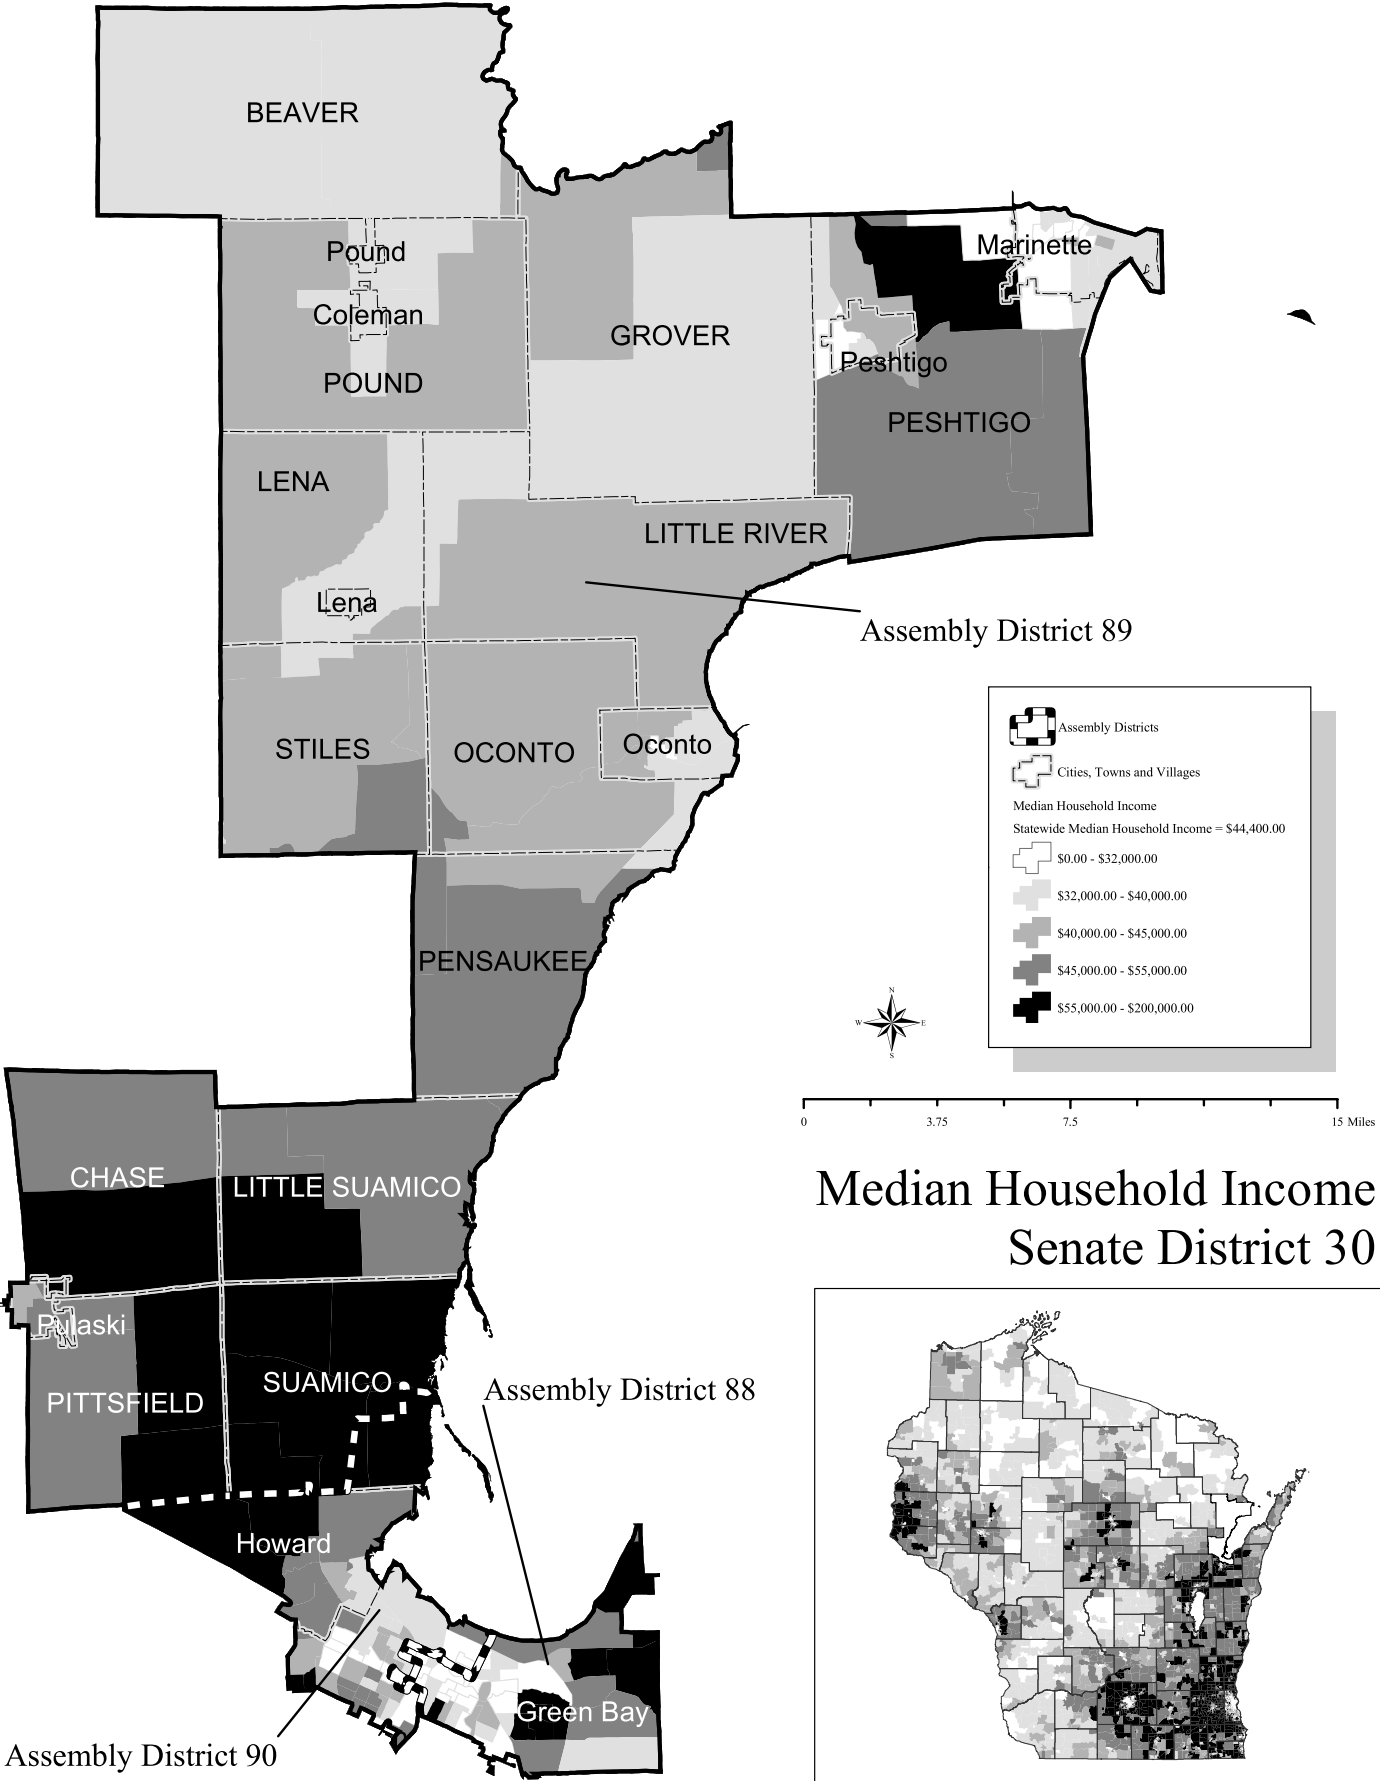 BEAVER
Pound
Marinette
Coleman
GROVER
Peshtigo
POUND
PESHTIGO
LENA
LITTLE RIVER
Lena
Assembly District 89
STILES
OCONTO
Oconto
Assembly Districts
Cities, Towns and Villages
Median Household Income
Statewide Median Household Income = $44,400.00
$0.00 - $32,000.00
$32,000.00 - $40,000.00
$40,000.00 - $45,000.00
$45,000.00 - $55,000.00
$55,000.00 - $200,000.00
PENSAUKEE
N
W E
S
0 3.75 7.5 15 Miles
CHASE
LITTLE SUAMICO
Median Household Income
Senate District 30
Pulaski
SUAMICO
PITTSFIELD
Assembly District 88
Howard
Green Bay
Assembly District 90